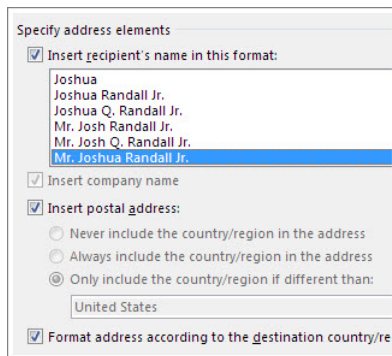 Specify address elements
Insert recipient's name in this format:
Joshua
Joshua Randall Jr.
Joshua Q. Randall Jr.
Mr. Josh Randall Jr.
Mr. Josh Q. Randall Jr.
Mr. Joshua Randall Jr.
Insert company name
Insert postal address:
Never include the country/region in the address
Always include the country/region in the address
Only include the country/region if different than:
United States
Format address according to the destination country/re